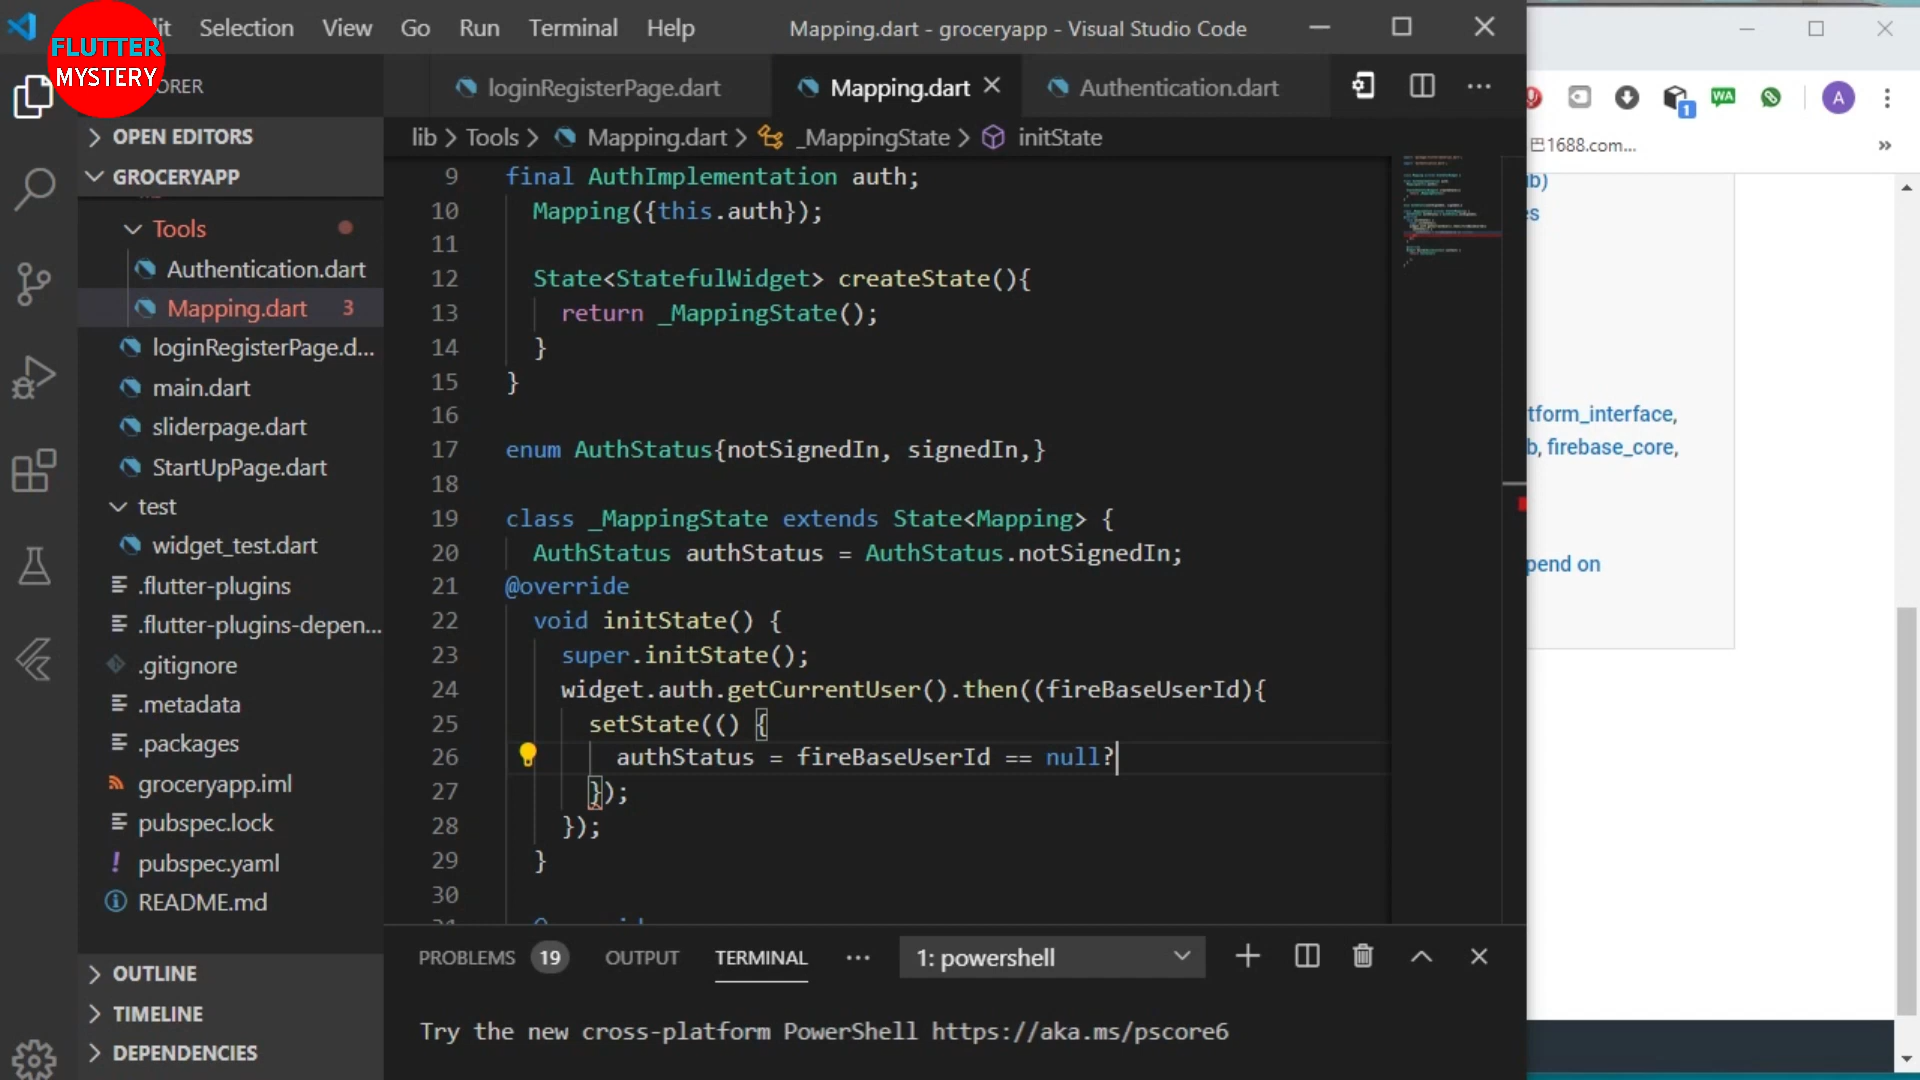 FLUTTER
MYSTERY
Selection View Go Run Terminal Help
Mapping.dart - groceryapp - Visual Studio Code
loginRegisterPage.dart
Mapping.dart
Authentication.dart
lib > Tools > Mapping.dart > _MappingState > initState
OPEN EDITORS
GROCERYAPP
Tools
Authentication.dart
Mapping.dart 3
loginRegisterPage.d...
main.dart
sliderpage.dart
StartUpPage.dart
test
widget_test.dart
.flutter-plugins
.flutter-plugins-depen...
.gitignore
.metadata
.packages
groceryapp.iml
pubspec.lock
pubspec.yaml
README.md
OUTLINE
TIMELINE
DEPENDENCIES
9 final AuthImplementation auth;
10 Mapping({this.auth});
11
12 State<StatefulWidget> createState(){
13 return _MappingState();
14 }
15 }
16
17 enum AuthStatus{notSignedIn, signedIn,}
18
19 class _MappingState extends State<Mapping> {
20 AuthStatus authStatus = AuthStatus.notSignedIn;
21 @override
22 void initState() {
23 super.initState();
24 widget.auth.getCurrentUser().then((fireBaseUserId){
25 setState(() {
26 authStatus = fireBaseUserId == null?
27 });
28 });
29 }
30
PROBLEMS 19 OUTPUT TERMINAL ... 1: powershell
Try the new cross-platform PowerShell https://aka.ms/pscore6
A
WA
1
1688.com...
tform_interface,
firebase_core,
pend on